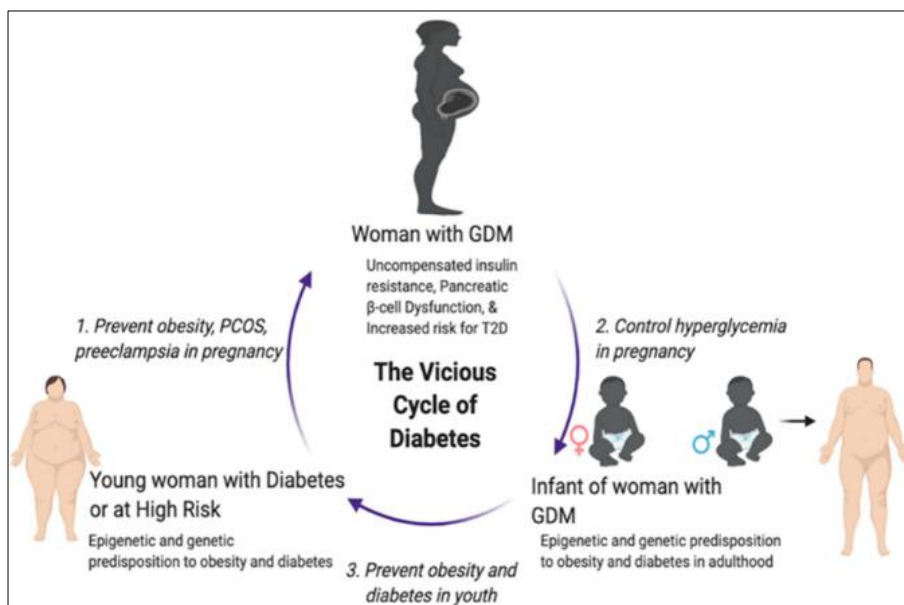 Woman with GDM
Uncompensated insulin
resistance, Pancreatic
β-cell Dysfunction, &
Increased risk for T2D
1. Prevent obesity, PCOS,
preeclampsia in pregnancy
2. Control hyperglycemia
in pregnancy
The Vicious
Cycle of
Diabetes
♀
♂
Young woman with Diabetes
or at High Risk
Epigenetic and genetic
predisposition to obesity and diabetes
Infant of woman with
GDM
Epigenetic and genetic predisposition
to obesity and diabetes in adulthood
3. Prevent obesity and
diabetes in youth